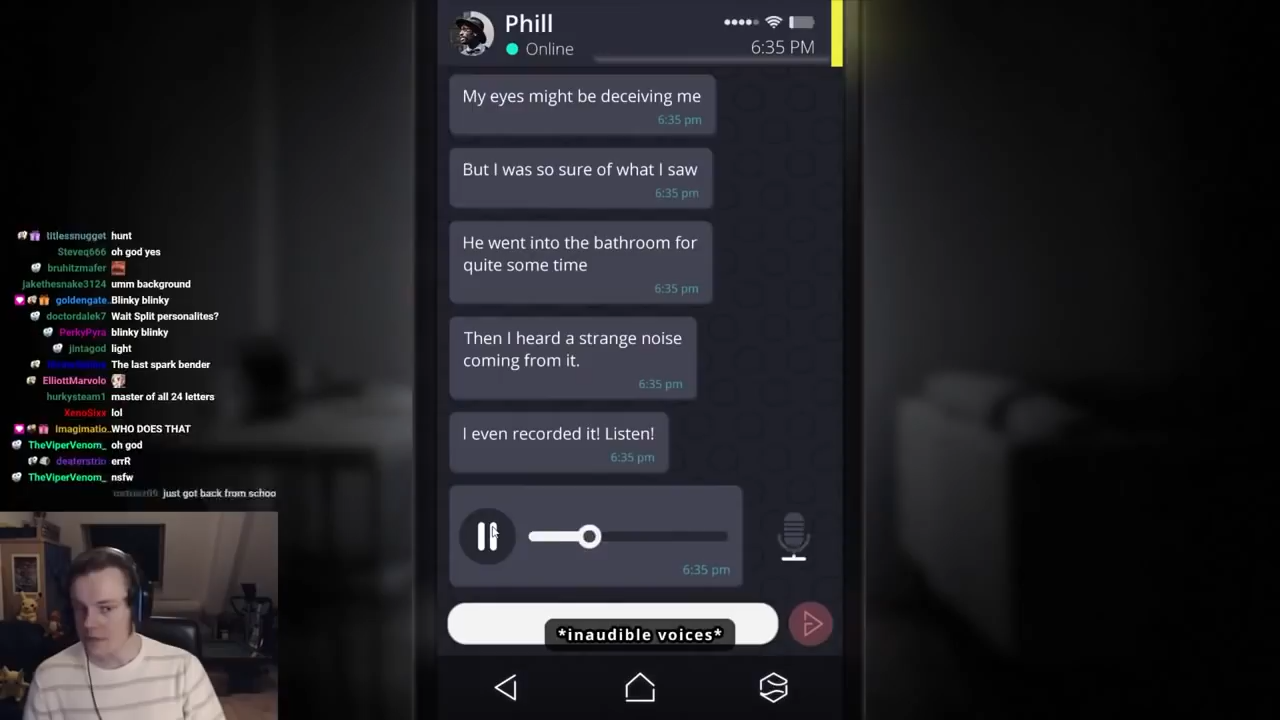 Phill
Online
6:35 PM
My eyes might be deceiving me
6:35 pm
But I was so sure of what I saw
6:35 pm
He went into the bathroom for
quite some time
6:35 pm
Then I heard a strange noise
coming from it.
6:35 pm
I even recorded it! Listen!
6:35 pm
6:35 pm
*inaudible voices*
titlessnugget hunt
Steveq666 oh god yes
bruhitzmafer
jakethesnake3124 umm background
goldengate.. Blinky blinky
doctordalek7 Wait Split personalites?
PerkyPyra blinky blinky
jintagod light
The last spark bender
ElliottMarvolo
hurkysteam1 master of all 24 letters
XenoSixx lol
Imaginatio.. WHO DOES THAT
TheViperVenom_ oh god
deaterstrin errR
TheViperVenom_ nsfw
just got back from schoo